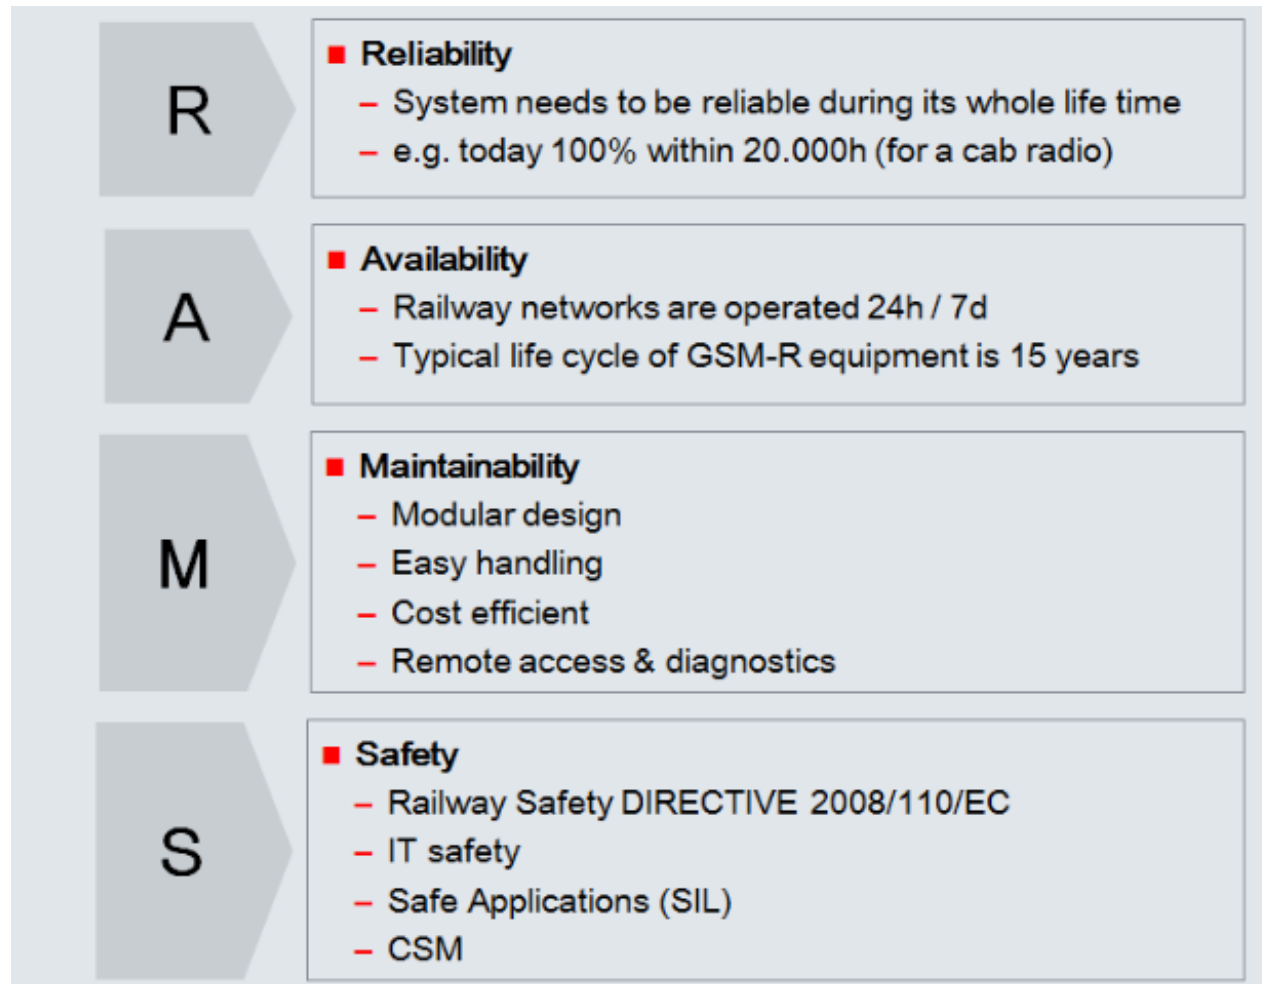 R
■ Reliability
– System needs to be reliable during its whole life time
– e.g. today 100% within 20.000h (for a cab radio)
A
■ Availability
– Railway networks are operated 24h / 7d
– Typical life cycle of GSM-R equipment is 15 years
M
■ Maintainability
– Modular design
– Easy handling
– Cost efficient
– Remote access & diagnostics
S
■ Safety
– Railway Safety DIRECTIVE 2008/110/EC
– IT safety
– Safe Applications (SIL)
– CSM